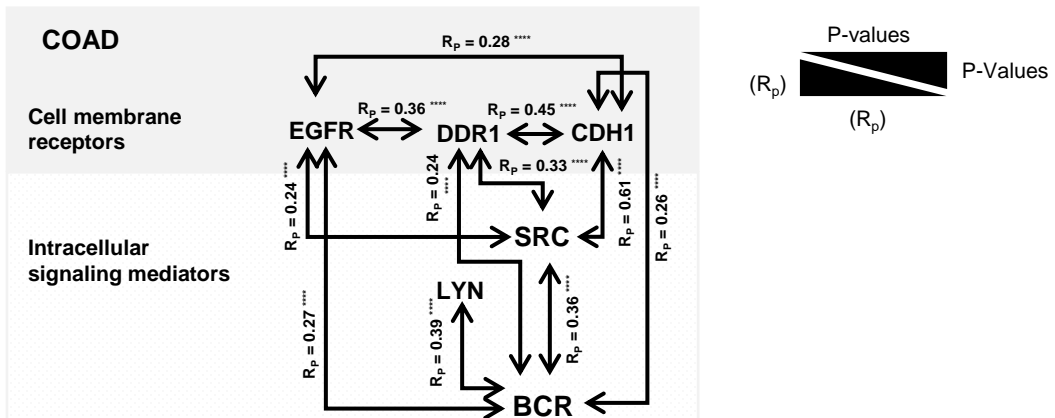 COAD
R_P = 0.28 ****
Cell membrane
receptors
R_P = 0.36 ****
R_P = 0.45 ****
EGFR
DDR1
CDH1
R_P = 0.33 ****
R_P = 0.24 ****
R_P = 0.24
****
R_P = 0.61 ****
R_P = 0.26 ****
Intracellular
signaling mediators
SRC
LYN
R_P = 0.27 ****
R_P = 0.39 ****
R_P = 0.36 ****
BCR
P-values
(R_p)
P-Values
(R_p)